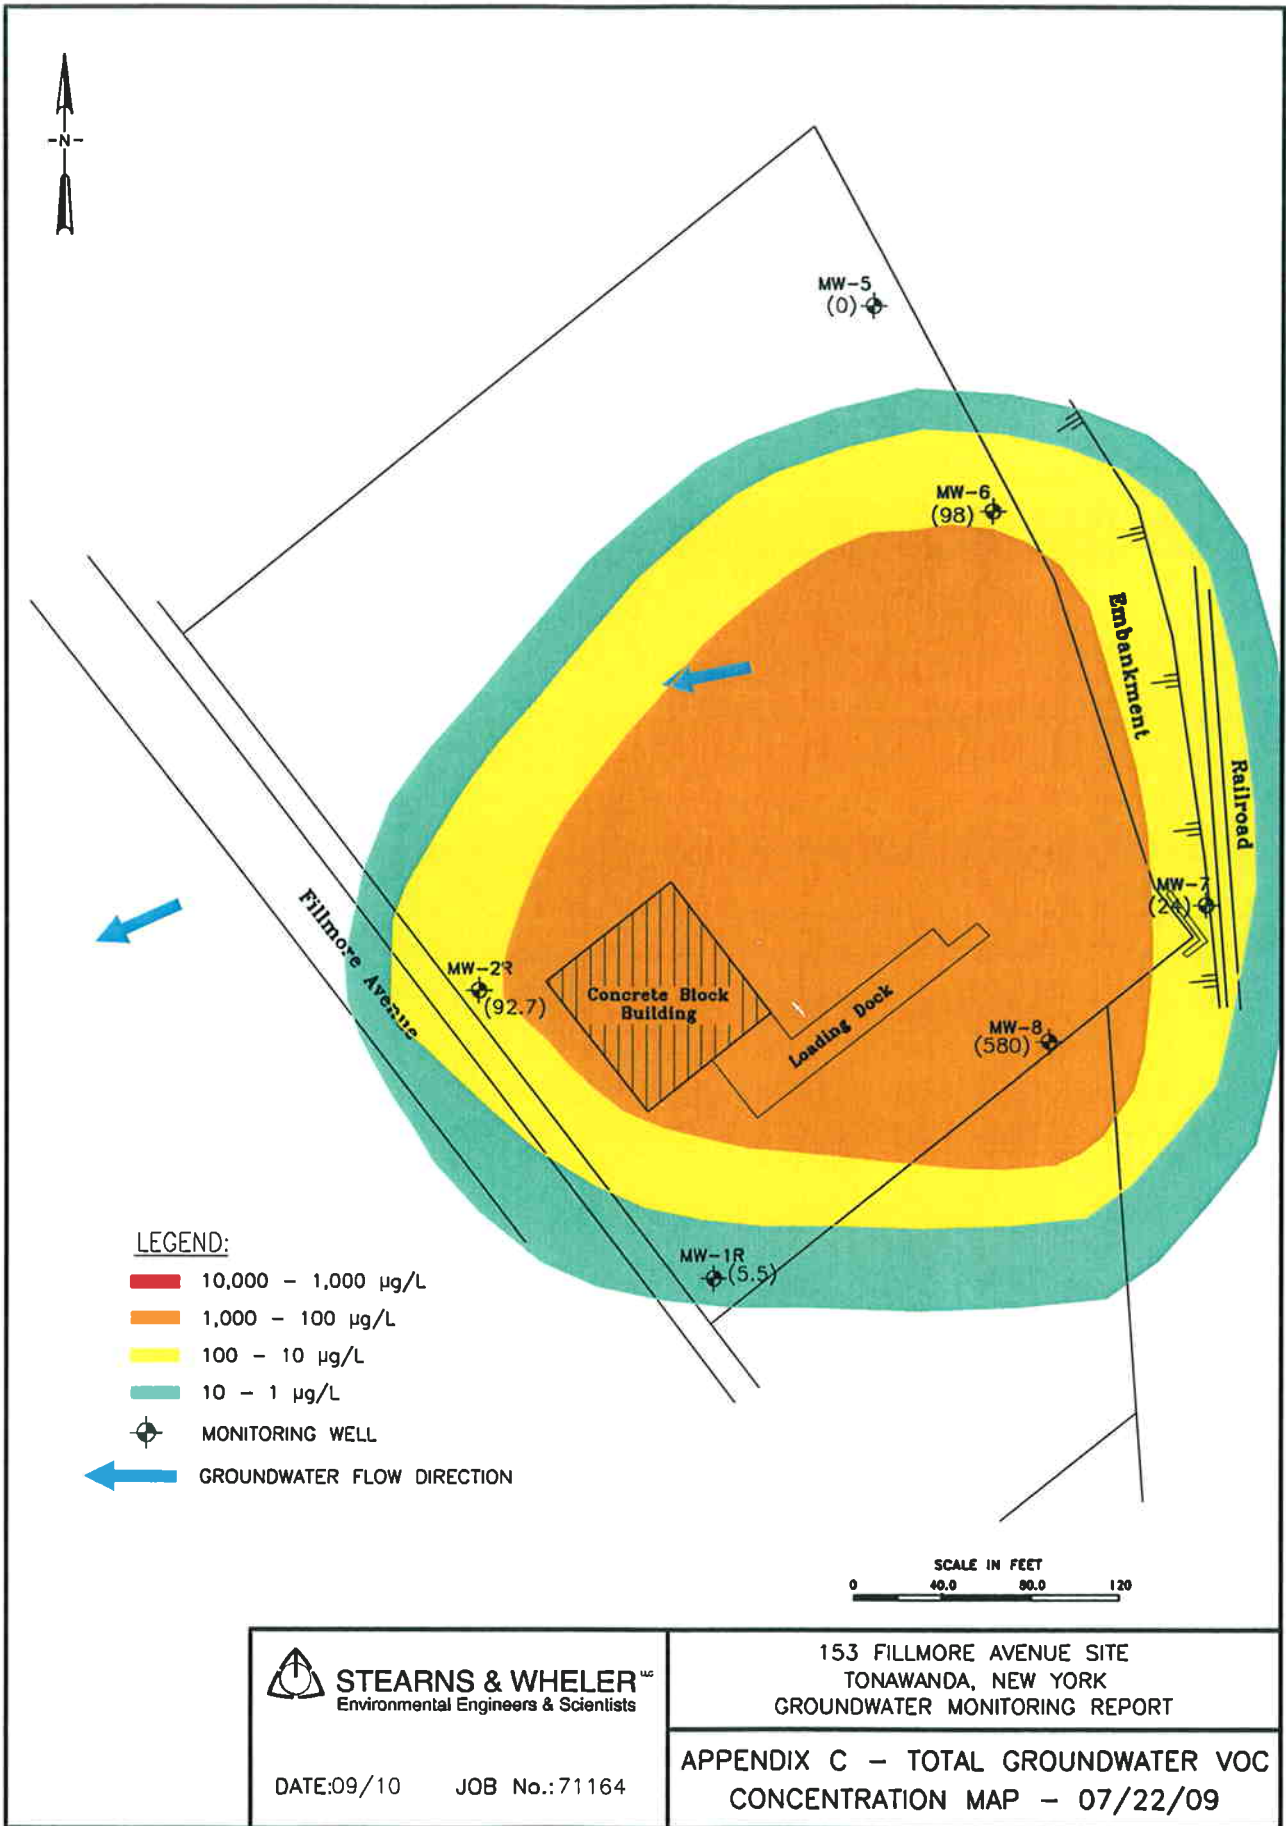 -N-
MW-5
(0)
MW-6
(98)
Embankment
Railroad
MW-7
(24)
Fillmore Avenue
MW-2R
(92.7)
Concrete Block
Building
Loading Dock
MW-8
(580)
MW-1R
(5.5)
LEGEND:
10,000 - 1,000 µg/L
1,000 - 100 µg/L
100 - 10 µg/L
10 - 1 µg/L
MONITORING WELL
GROUNDWATER FLOW DIRECTION
SCALE IN FEET
0 40.0 80.0 120
STEARNS & WHELER LLC
Environmental Engineers & Scientists
DATE:09/10 JOB No.:71164
153 FILLMORE AVENUE SITE
TONAWANDA, NEW YORK
GROUNDWATER MONITORING REPORT
APPENDIX C - TOTAL GROUNDWATER VOC
CONCENTRATION MAP - 07/22/09